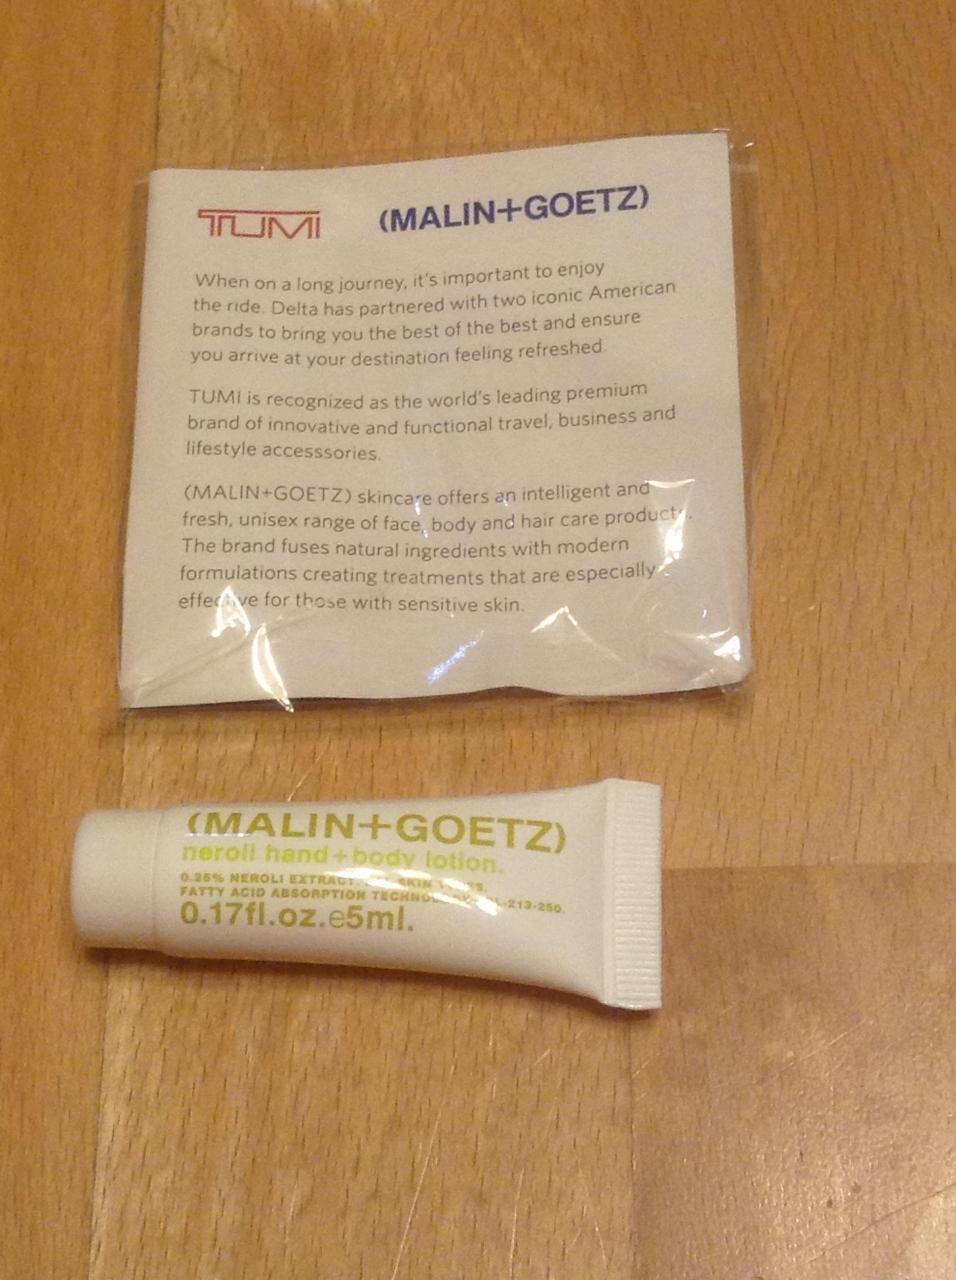 TUMI (MALIN+GOETZ)
When on a long journey, it's important to enjoy
the ride. Delta has partnered with two iconic American
brands to bring you the best of the best and ensure
you arrive at your destination feeling refreshed
TUMI is recognized as the world's leading premium
brand of innovative and functional travel, business and
lifestyle accesssories.
(MALIN+GOETZ) skincare offers an intelligent and
fresh, unisex range of face, body and hair care products.
The brand fuses natural ingredients with modern
formulations creating treatments that are especially
effective for those with sensitive skin.
(MALIN+GOETZ)
neroli hand+body lotion.
0.25% NEROLI EXTRACT. SKIN
FATTY ACID ABSORPTION
0.17fl.oz.e5ml.